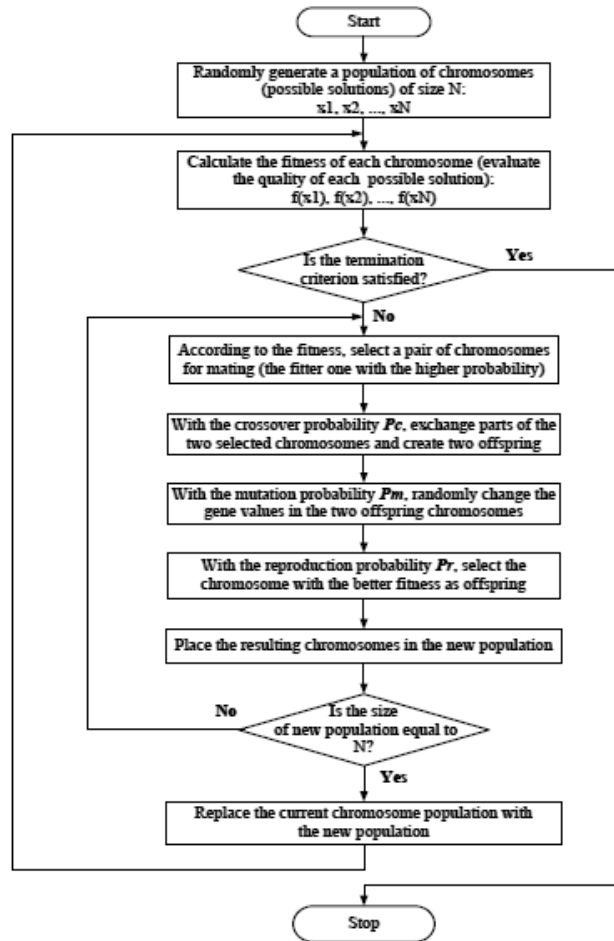 Start
Randomly generate a population of chromosomes
(possible solutions) of size N:
x1, x2, ..., xN
Calculate the fitness of each chromosome (evaluate
the quality of each possible solution):
f(x1), f(x2), ..., f(xN)
Is the termination
criterion satisfied?
Yes
No
According to the fitness, select a pair of chromosomes
for mating (the fitter one with the higher probability)
With the crossover probability Pc, exchange parts of the
two selected chromosomes and create two offspring
With the mutation probability Pm, randomly change the
gene values in the two offspring chromosomes
With the reproduction probability Pr, select the
chromosome with the better fitness as offspring
Place the resulting chromosomes in the new population
No
Is the size
of new population equal to
N?
Yes
Replace the current chromosome population with
the new population
Stop